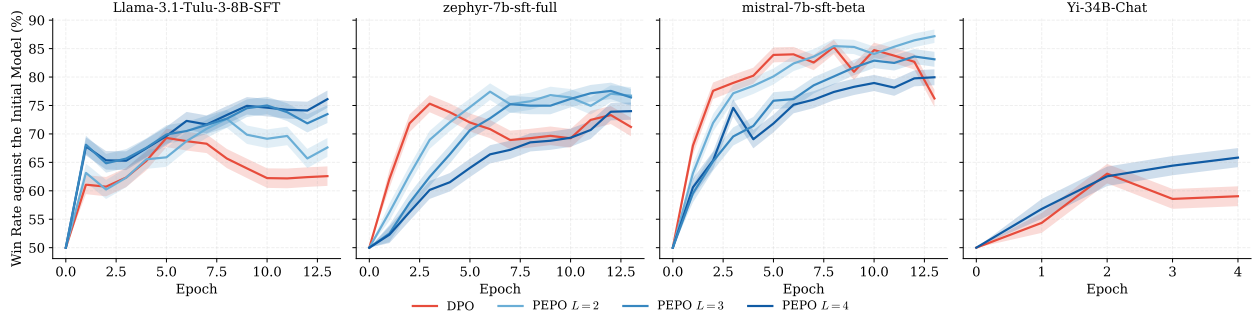 Llama-3.1-Tulu-3-8B-SFT
zephyr-7b-sft-full
mistral-7b-sft-beta
Yi-34B-Chat
Win Rate against the Initial Model (%)
90
85
80
75
70
65
60
55
50
0.0 2.5 5.0 7.5 10.0 12.5
0.0 2.5 5.0 7.5 10.0 12.5
0.0 2.5 5.0 7.5 10.0 12.5
0 1 2 3 4
Epoch
Epoch
Epoch
Epoch
DPO
PEPO L = 2
PEPO L = 3
PEPO L = 4